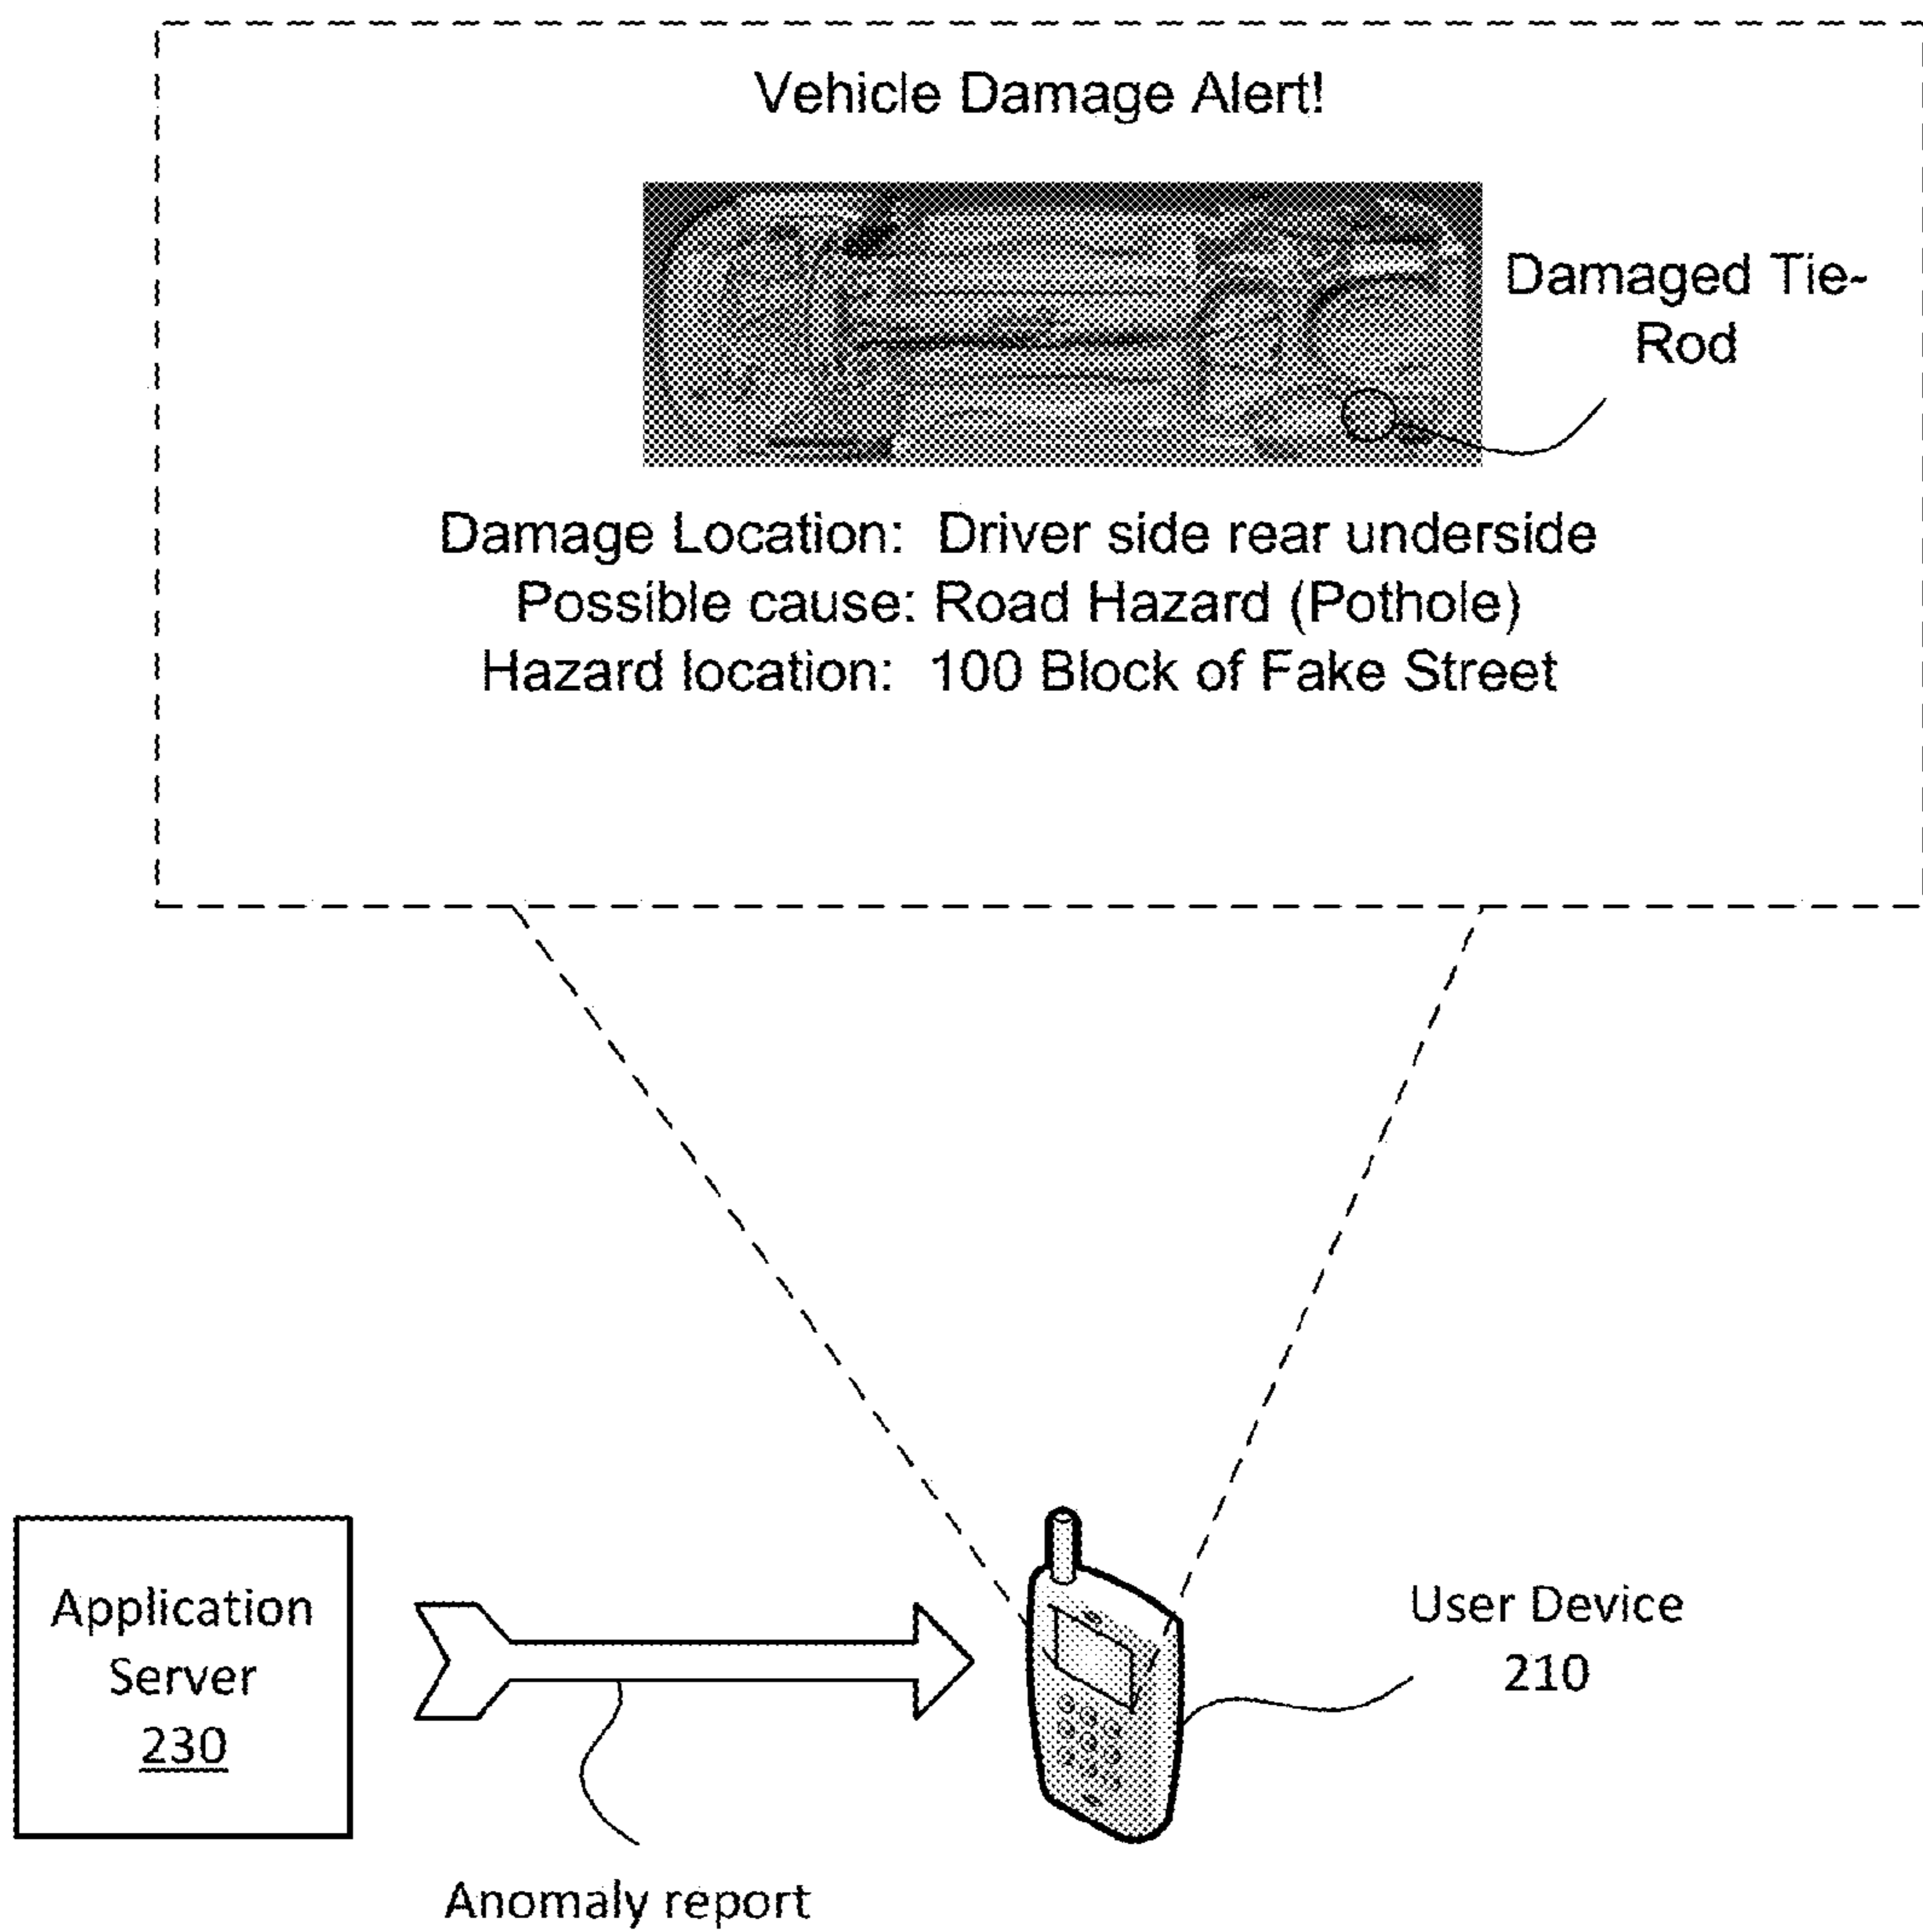 Vehicle Damage Alert!
Damaged Tie-
Rod
Damage Location: Driver side rear underside
Possible cause: Road Hazard (Pothole)
Hazard location: 100 Block of Fake Street
Application
Server
230
User Device
210
Anomaly report